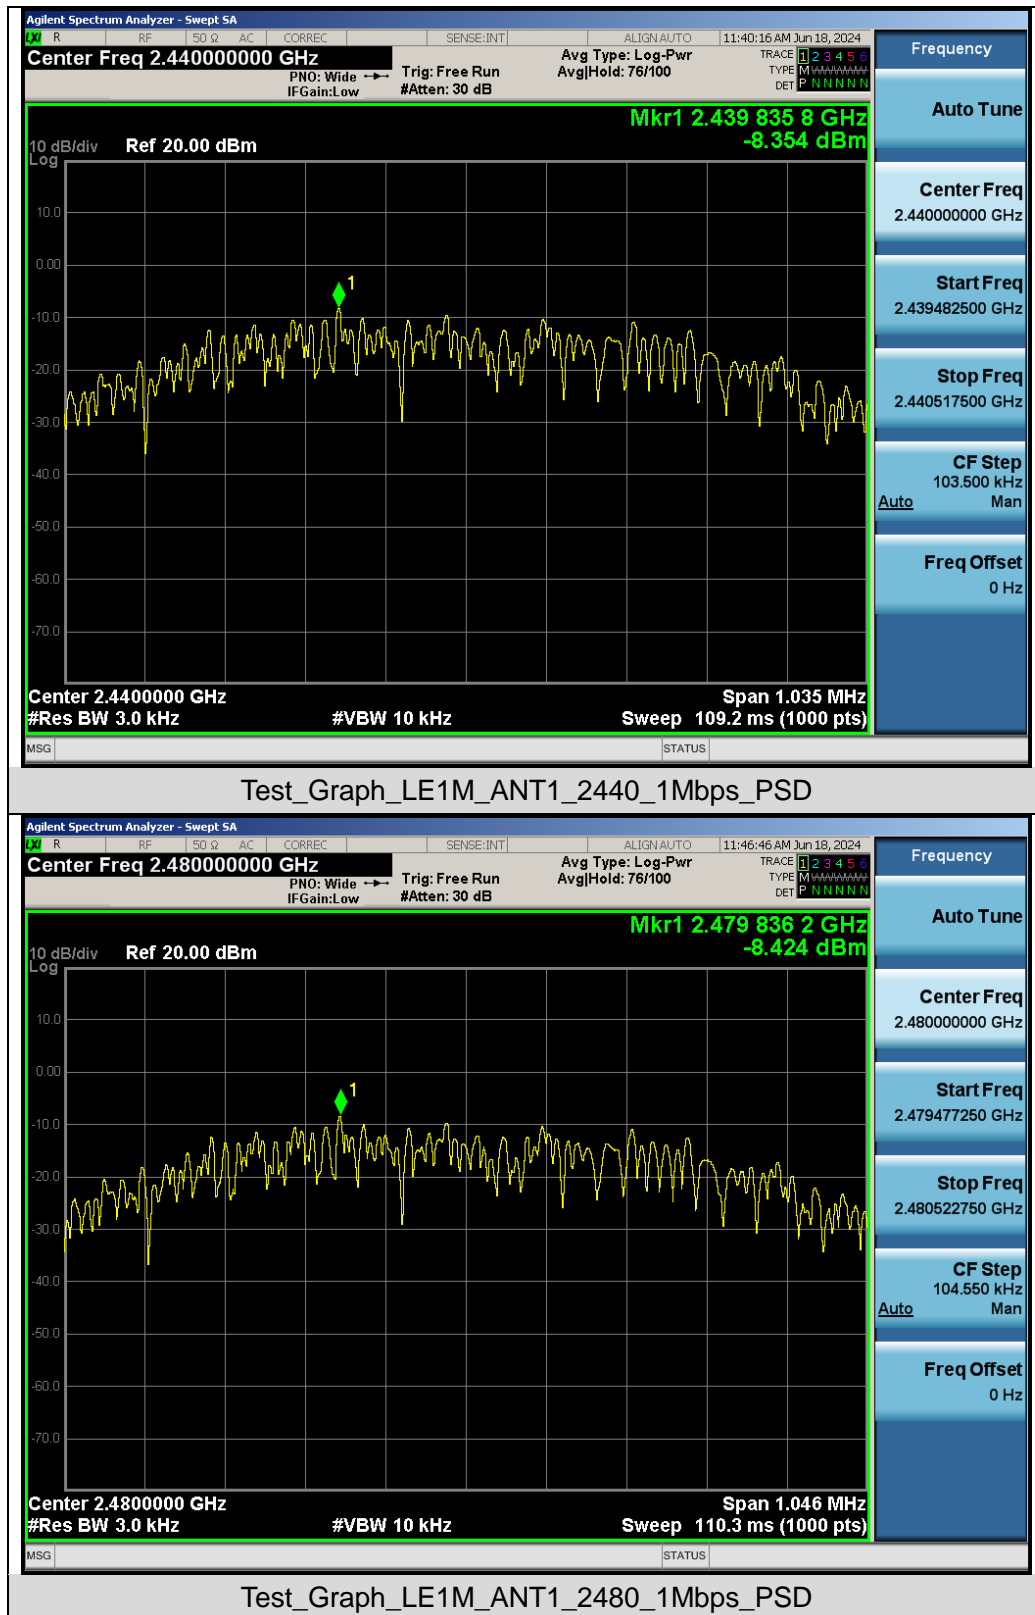 Agilent Spectrum Analyzer - Swept SA
LXI R RF 50 Ω AC CORREC SENSE:INT ALIGN AUTO 11:40:16 AM Jun 18, 2024
Center Freq 2.440000000 GHz
PNO: Wide
IFGain:Low
Trig: Free Run
#Atten: 30 dB
Avg Type: Log-Pwr
Avg|Hold: 76/100
TRACE 1 2 3 4 5 6
TYPE M
DET P N N N N N
Mkr1 2.439 835 8 GHz
-8.354 dBm
10 dB/div Ref 20.00 dBm
Log
10.0
0.00
1
-10.0
-20.0
-30.0
-40.0
-50.0
-60.0
-70.0
Center 2.4400000 GHz Span 1.035 MHz
#Res BW 3.0 kHz #VBW 10 kHz Sweep 109.2 ms (1000 pts)
MSG STATUS
Frequency
Auto Tune
Center Freq
2.440000000 GHz
Start Freq
2.439482500 GHz
Stop Freq
2.440517500 GHz
CF Step
103.500 kHz
Auto Man
Freq Offset
0 Hz
Test_Graph_LE1M_ANT1_2440_1Mbps_PSD
Agilent Spectrum Analyzer - Swept SA
LXI R RF 50 Ω AC CORREC SENSE:INT ALIGN AUTO 11:46:46 AM Jun 18, 2024
Center Freq 2.480000000 GHz
PNO: Wide
IFGain:Low
Trig: Free Run
#Atten: 30 dB
Avg Type: Log-Pwr
Avg|Hold: 76/100
TRACE 1 2 3 4 5 6
TYPE M
DET P N N N N N
Mkr1 2.479 836 2 GHz
-8.424 dBm
10 dB/div Ref 20.00 dBm
Log
10.0
0.00
1
-10.0
-20.0
-30.0
-40.0
-50.0
-60.0
-70.0
Center 2.4800000 GHz Span 1.046 MHz
#Res BW 3.0 kHz #VBW 10 kHz Sweep 110.3 ms (1000 pts)
MSG STATUS
Frequency
Auto Tune
Center Freq
2.480000000 GHz
Start Freq
2.479477250 GHz
Stop Freq
2.480522750 GHz
CF Step
104.550 kHz
Auto Man
Freq Offset
0 Hz
Test_Graph_LE1M_ANT1_2480_1Mbps_PSD